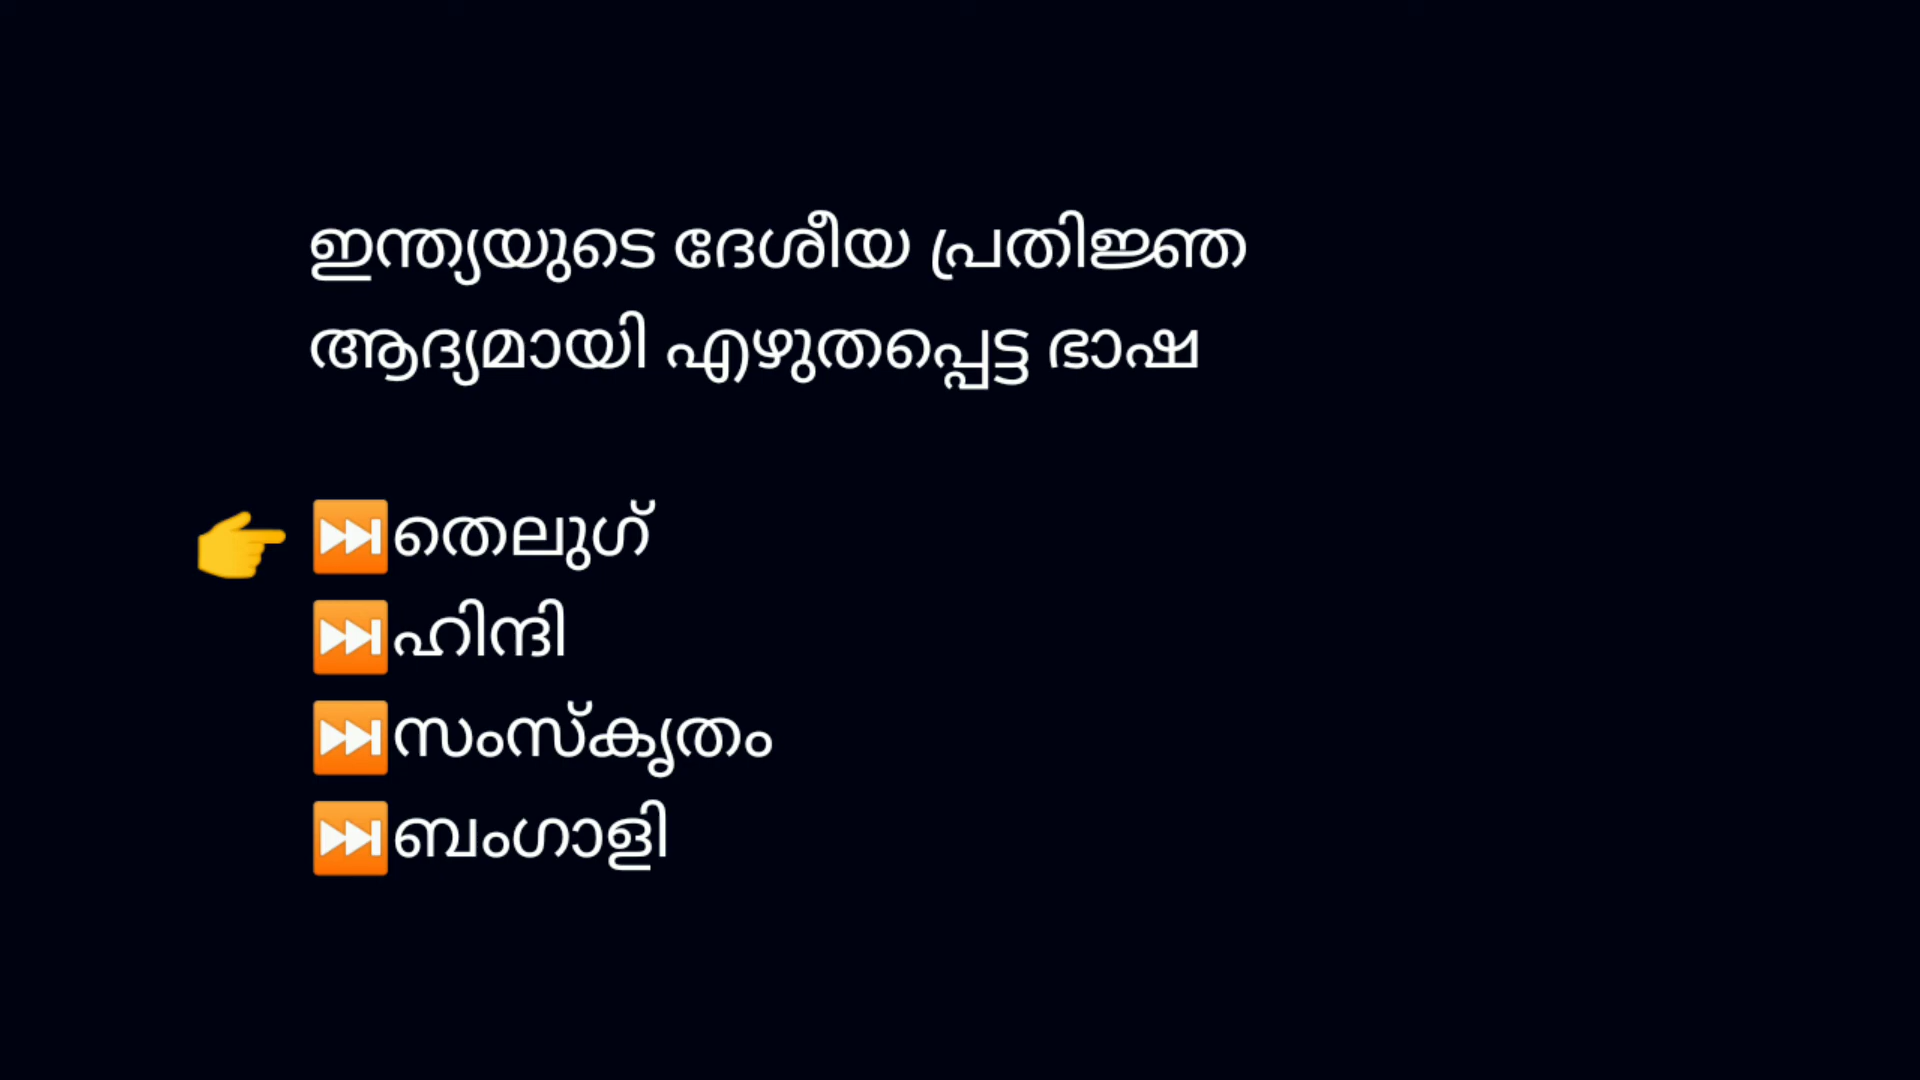 ഇന്ത്യയുടെ ദേശീയ പ്രതിജ്ഞ
ആദ്യമായി എഴുതപ്പെട്ട ഭാഷ
👉 ⏭️തെലുഗ്
⏭️ഹിന്ദി
⏭️സംസ്കൃതം
⏭️ബംഗാളി